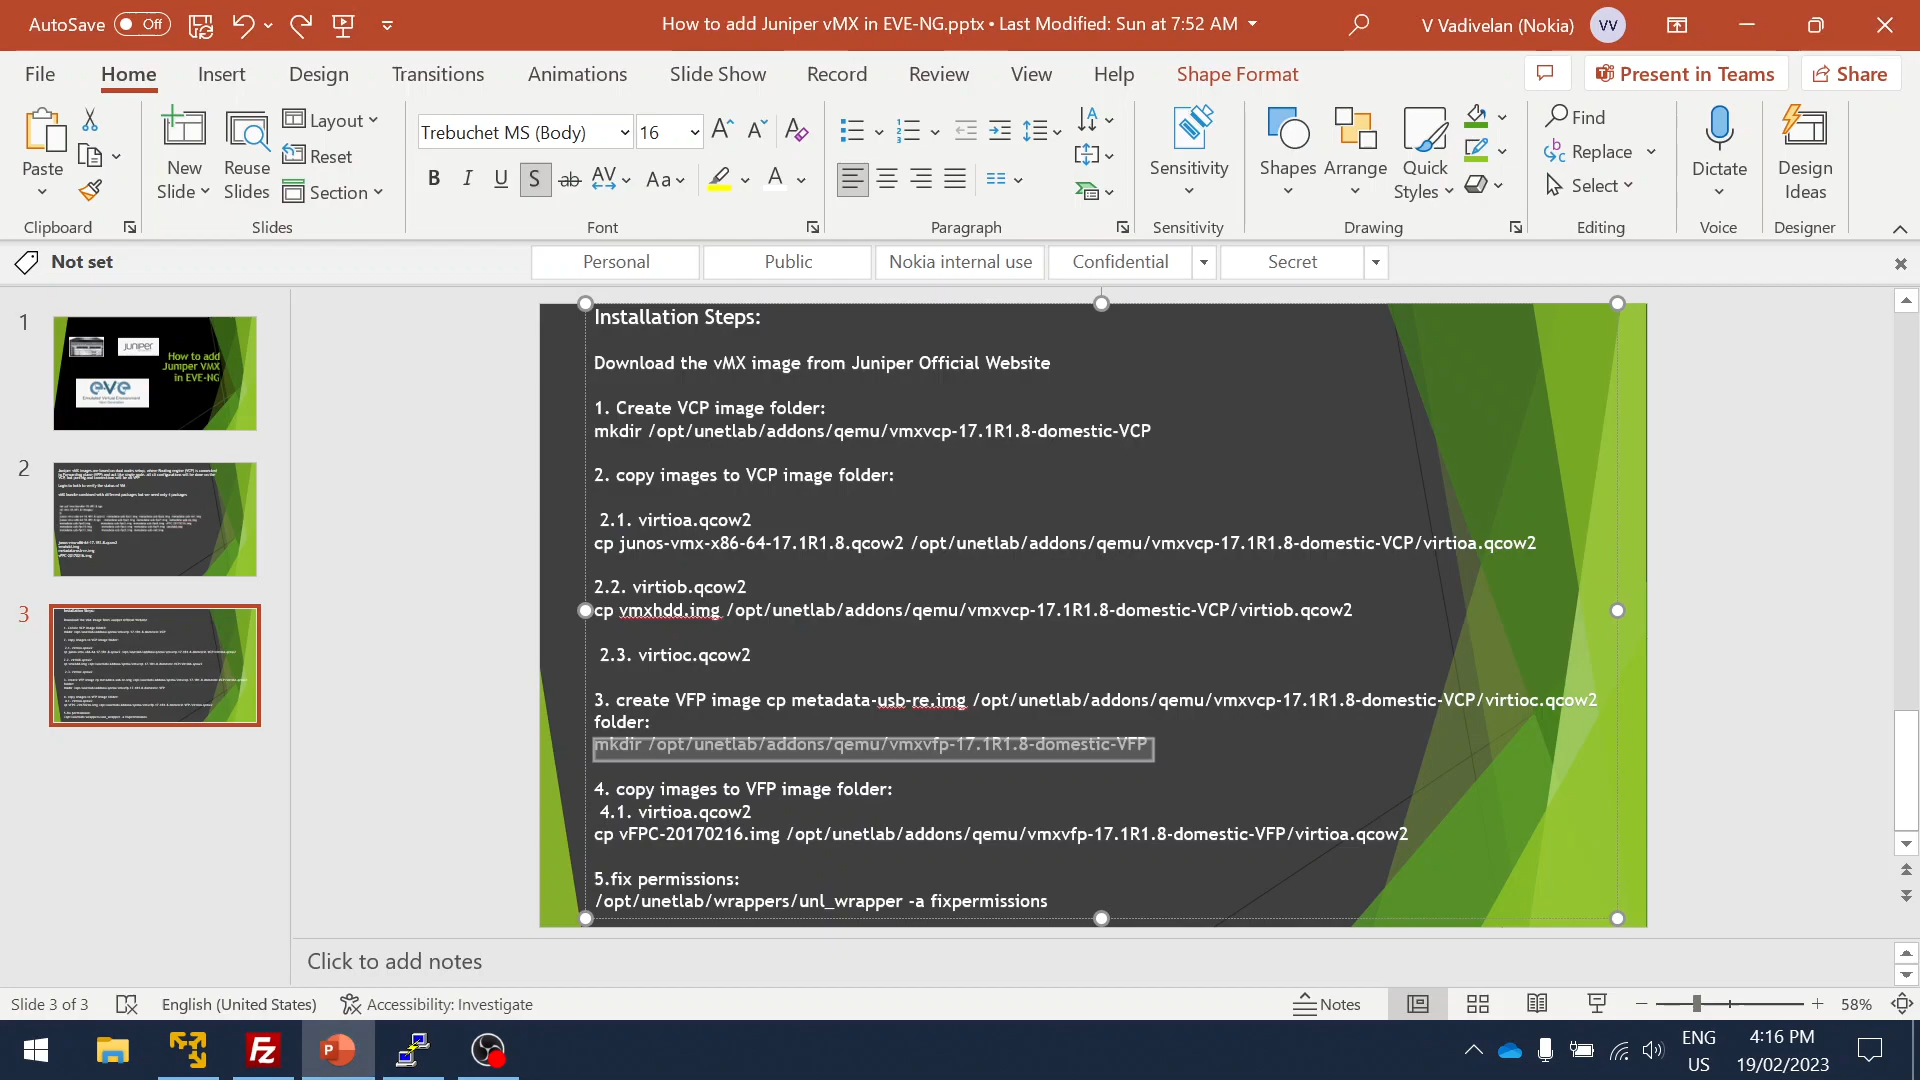 AutoSave Off
How to add Juniper vMX in EVE-NG.pptx • Last Modified: Sun at 7:52 AM
V Vadivelan (Nokia) VV
File Home Insert Design Transitions Animations Slide Show Record Review View Help Shape Format
Present in Teams Share
Paste
New Slide
Reuse Slides
Layout
Reset
Section
Trebuchet MS (Body) 16
Sensitivity
Shapes
Arrange
Quick Styles
Find
Replace
Select
Dictate
Design Ideas
Clipboard Slides Font Paragraph Sensitivity Drawing Editing Voice Designer
Not set Personal Public Nokia internal use Confidential Secret
1
juniper
How to add
Juniper VMX
in EVE-NG
eve
2
3
Installation Steps:
Download the vMX image from Juniper Official Website
1. Create VCP image folder:
mkdir /opt/unetlab/addons/qemu/vmxvcp-17.1R1.8-domestic-VCP
2. copy images to VCP image folder:
2.1. virtioa.qcow2
cp junos-vmx-x86-64-17.1R1.8.qcow2 /opt/unetlab/addons/qemu/vmxvcp-17.1R1.8-domestic-VCP/virtioa.qcow2
2.2. virtiob.qcow2
cp vmxhdd.img /opt/unetlab/addons/qemu/vmxvcp-17.1R1.8-domestic-VCP/virtiob.qcow2
2.3. virtioc.qcow2
3. create VFP image cp metadata-usb-re.img /opt/unetlab/addons/qemu/vmxvcp-17.1R1.8-domestic-VCP/virtioc.qcow2
folder:
mkdir /opt/unetlab/addons/qemu/vmxvfp-17.1R1.8-domestic-VFP
4. copy images to VFP image folder:
4.1. virtioa.qcow2
cp vFPC-20170216.img /opt/unetlab/addons/qemu/vmxvfp-17.1R1.8-domestic-VFP/virtioa.qcow2
5.fix permissions:
/opt/unetlab/wrappers/unl_wrapper -a fixpermissions
Click to add notes
Slide 3 of 3 English (United States) Accessibility: Investigate Notes 58%
ENG
US
4:16 PM
19/02/2023